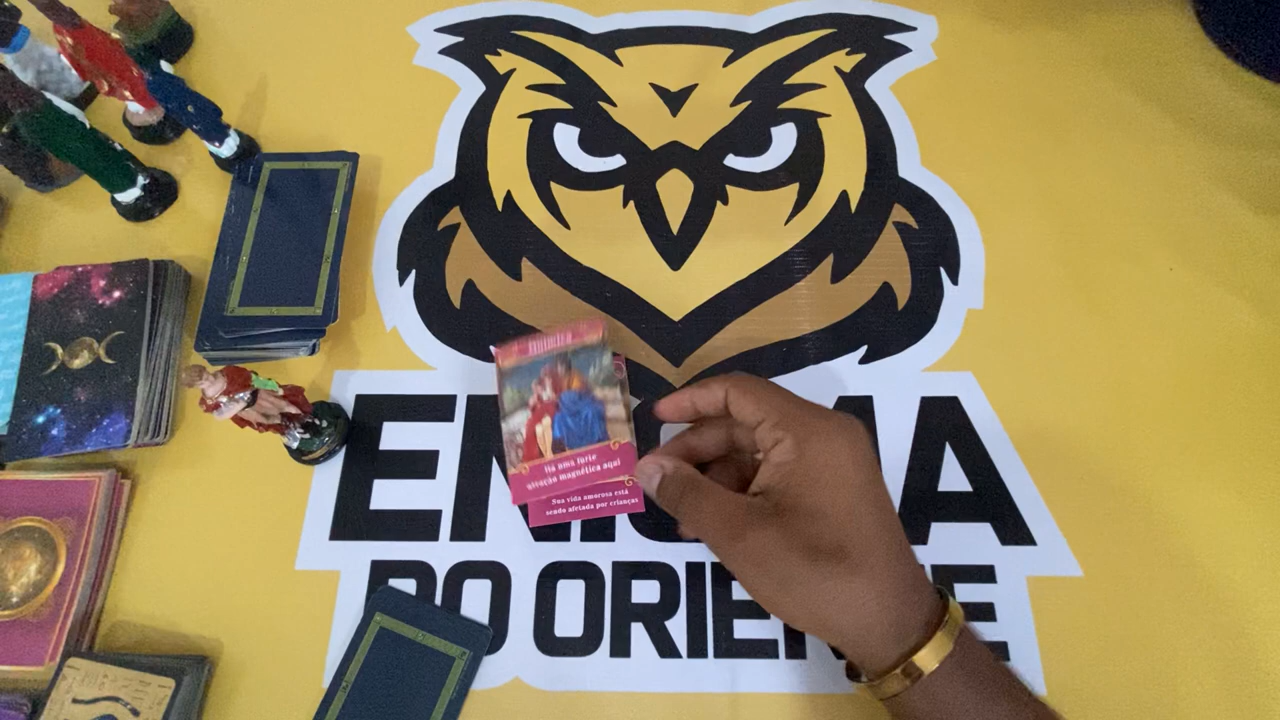 Há uma forte
atração magnética aqui
Sua vida amorosa está
sendo afetada por crianças
ENIGMA
DO ORIENTE